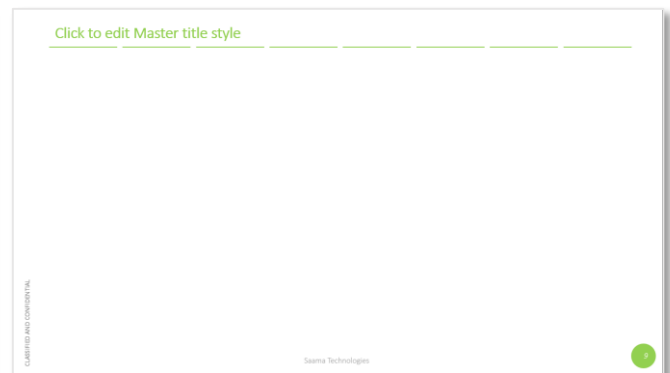 Click to edit Master title style
CLASSIFIED AND CONFIDENTIAL
Saama Technologies